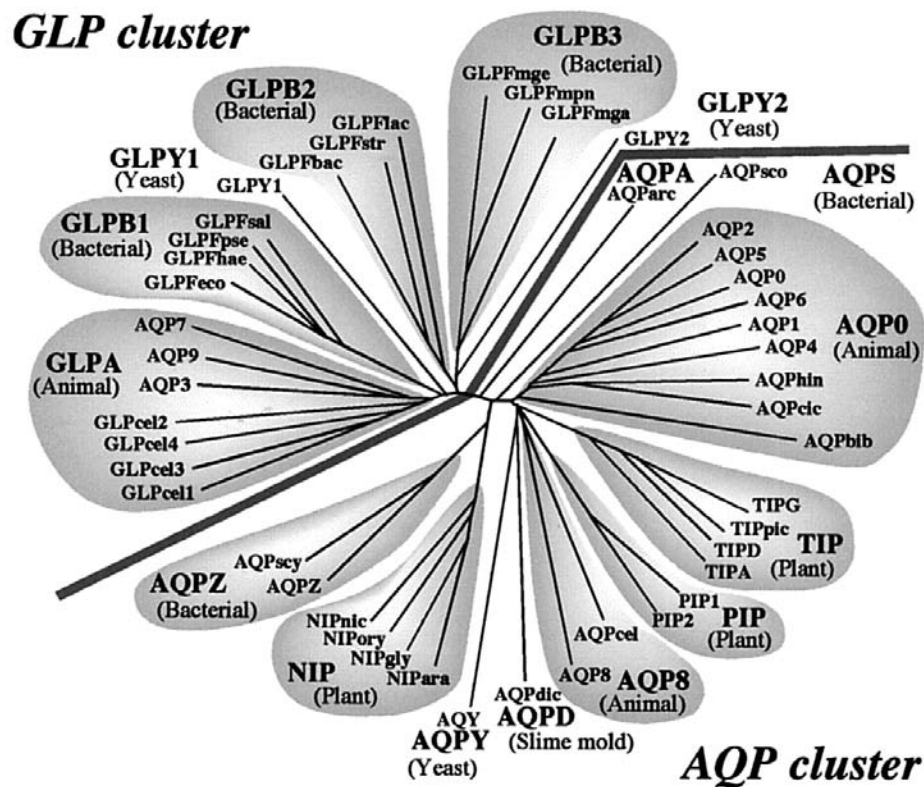 GLP cluster
GLPB3
(Bacterial)
GLPFmge
GLPFmpn
GLPFmga
GLPB2
(Bacterial)
GLPFlac
GLPFstr
GLPFbac
GLPY2
(Yeast)
GLPY2
GLPY1
(Yeast)
GLPY1
AQPA
AQParc
AQPsco
AQPS
(Bacterial)
GLPB1
(Bacterial)
GLPFsal
GLPFpse
GLPFhae
GLPFeco
AQP2
AQP5
AQP0
AQP6
AQP1
AQP4
AQPhin
AQPcic
AQPbib
AQP0
(Animal)
GLPA
(Animal)
AQP7
AQP9
AQP3
GLPcel2
GLPcel4
GLPcel3
GLPcel1
TIPG
TIPpic
TIPD
TIPA
TIP
(Plant)
AQPscy
AQPZ
AQPZ
(Bacterial)
PIP1
PIP2
PIP
(Plant)
NIPnic
NIPory
NIPgly
NIPara
NIP
(Plant)
AQPcel
AQP8
AQP8
(Animal)
AQPdic
AQPD
(Slime mold)
AQY
AQPY
(Yeast)
AQP cluster